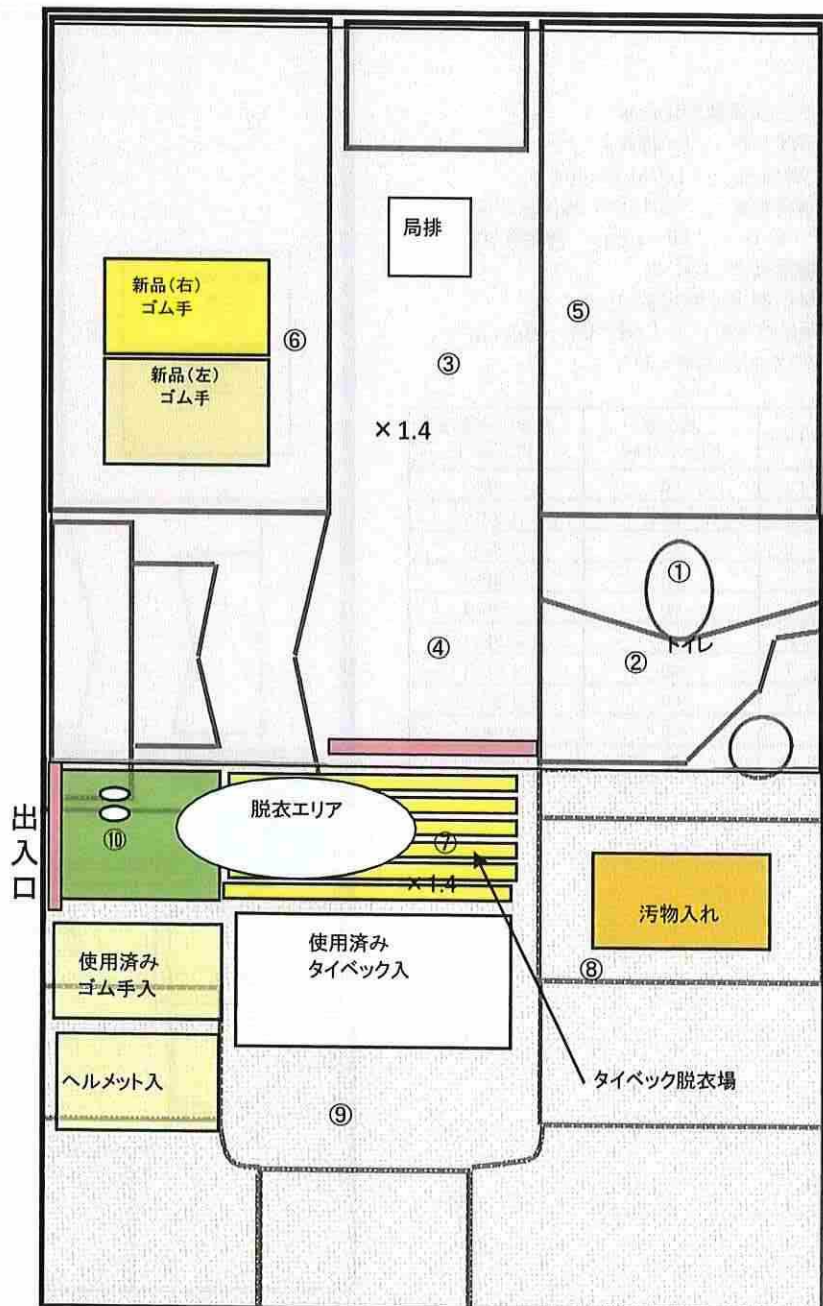 局排
新品(右)
ゴム手
⑥
⑤
新品(左)
ゴム手
③
×1.4
①
④
②
トイレ
出入口
脱衣エリア
⑩
⑦
×1.4
汚物入れ
使用済み
ゴム手入
使用済み
タイベック入
⑧
ヘルメット入
タイベック脱衣場
⑨